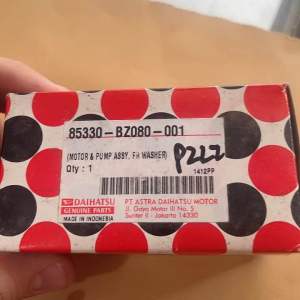 85330-BZ080-001
(MOTOR & PUMP ASSY, FR WASHER)
Qty : 1
P222
1412PP
DAIHATSU
GENUINE PARTS
MADE IN INDONESIA
PT ASTRA DAIHATSU MOTOR
Jl. Gaya Motor III No. 5
Sunter II - Jakarta 14330